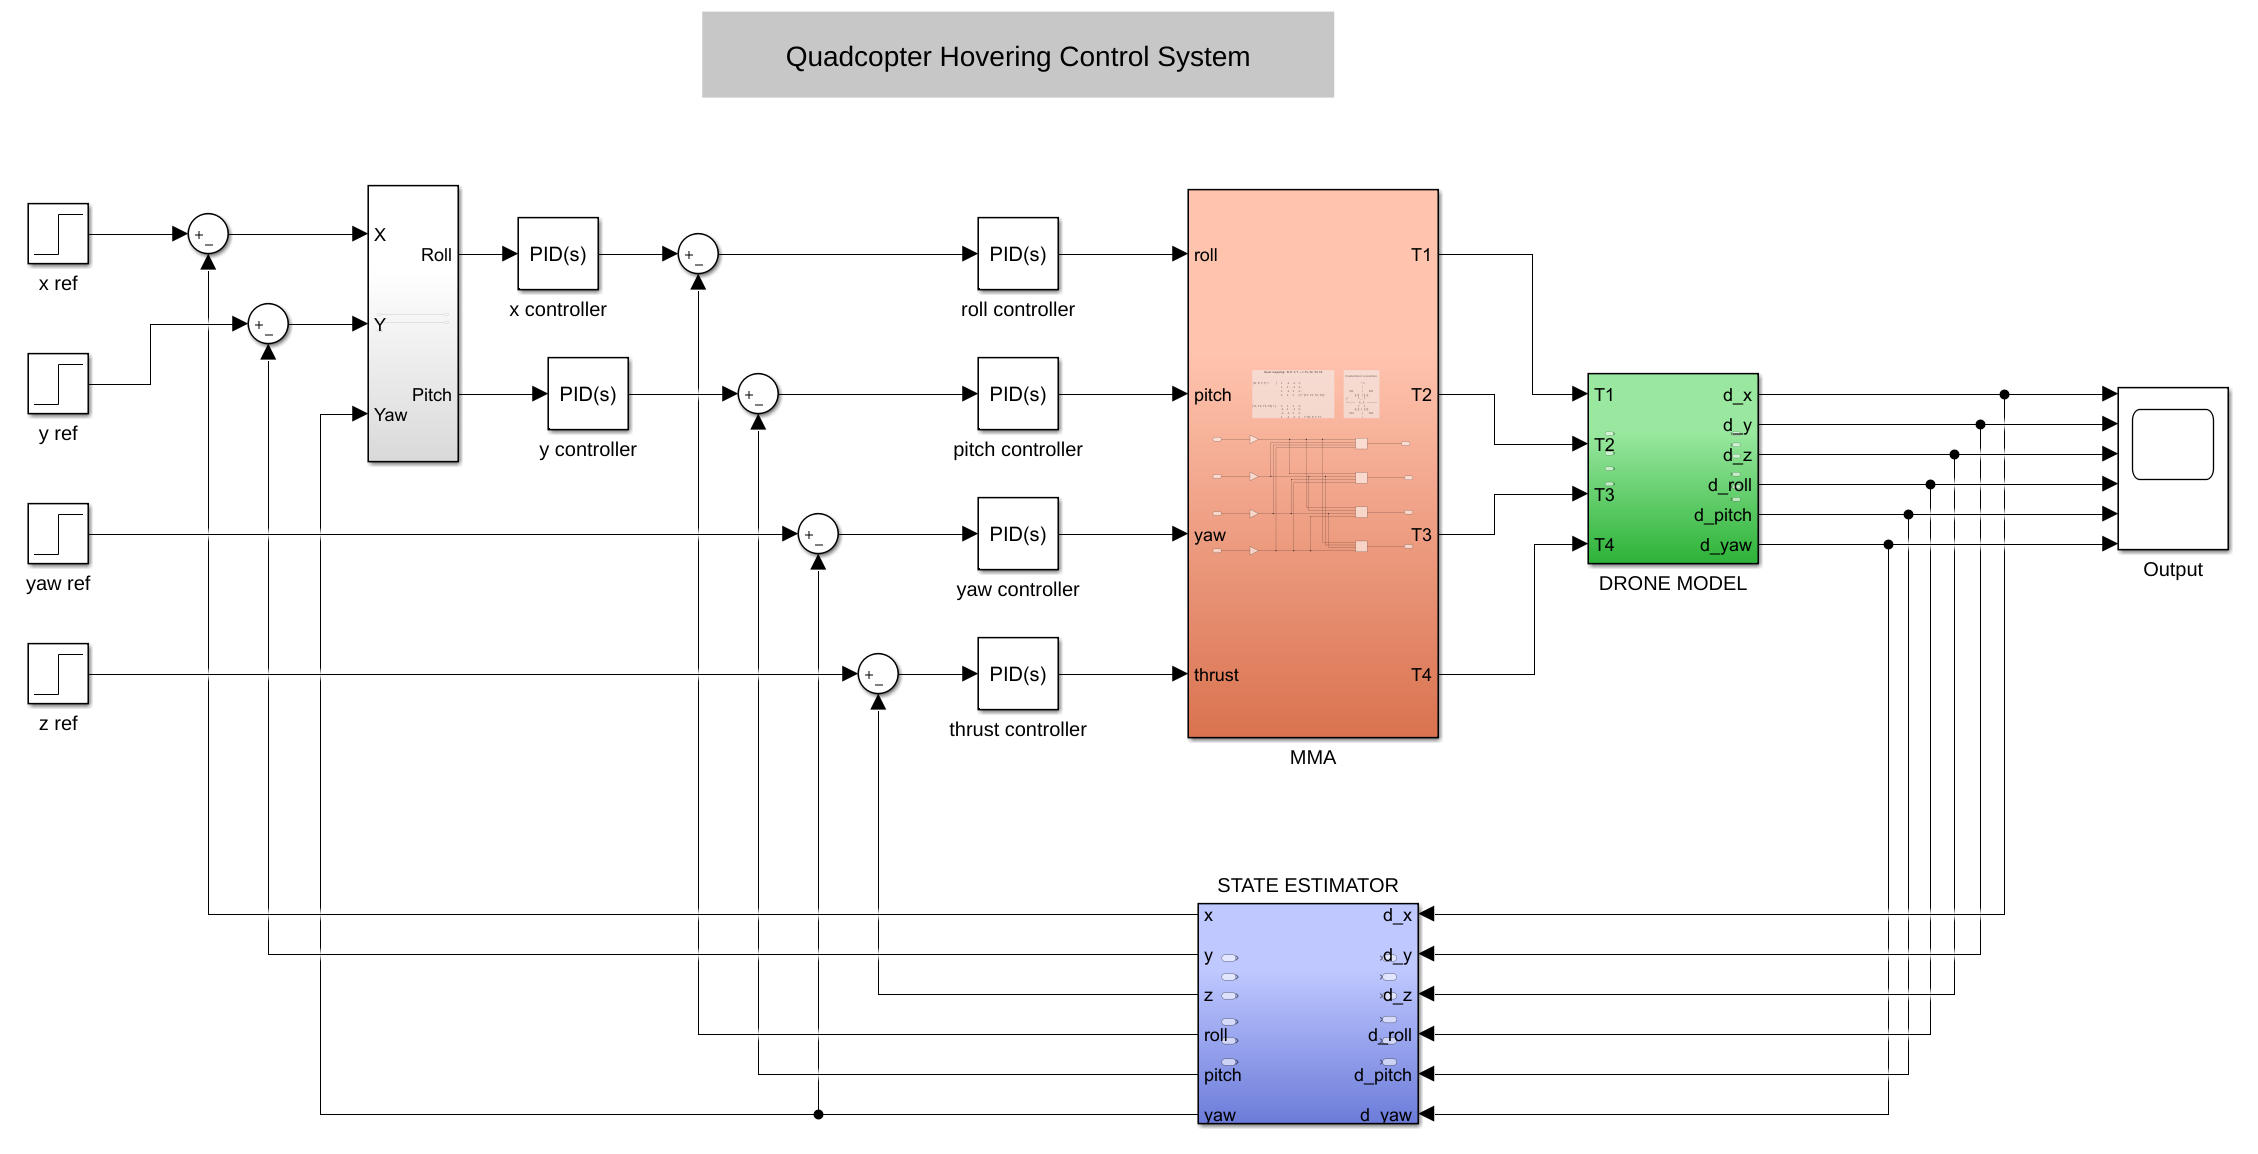 Quadcopter Hovering Control System
x ref
y ref
yaw ref
z ref
+
−
+
−
X
Y
Yaw
Roll
Pitch
PID(s)
x controller
PID(s)
y controller
+
−
+
−
+
−
+
−
PID(s)
roll controller
PID(s)
pitch controller
PID(s)
yaw controller
PID(s)
thrust controller
roll
pitch
yaw
thrust
T1
T2
T3
T4
MMA
T1
T2
T3
T4
d_x
d_y
d_z
d_roll
d_pitch
d_yaw
DRONE MODEL
Output
STATE ESTIMATOR
x
y
z
roll
pitch
yaw
d_x
d_y
d_z
d_roll
d_pitch
d_yaw